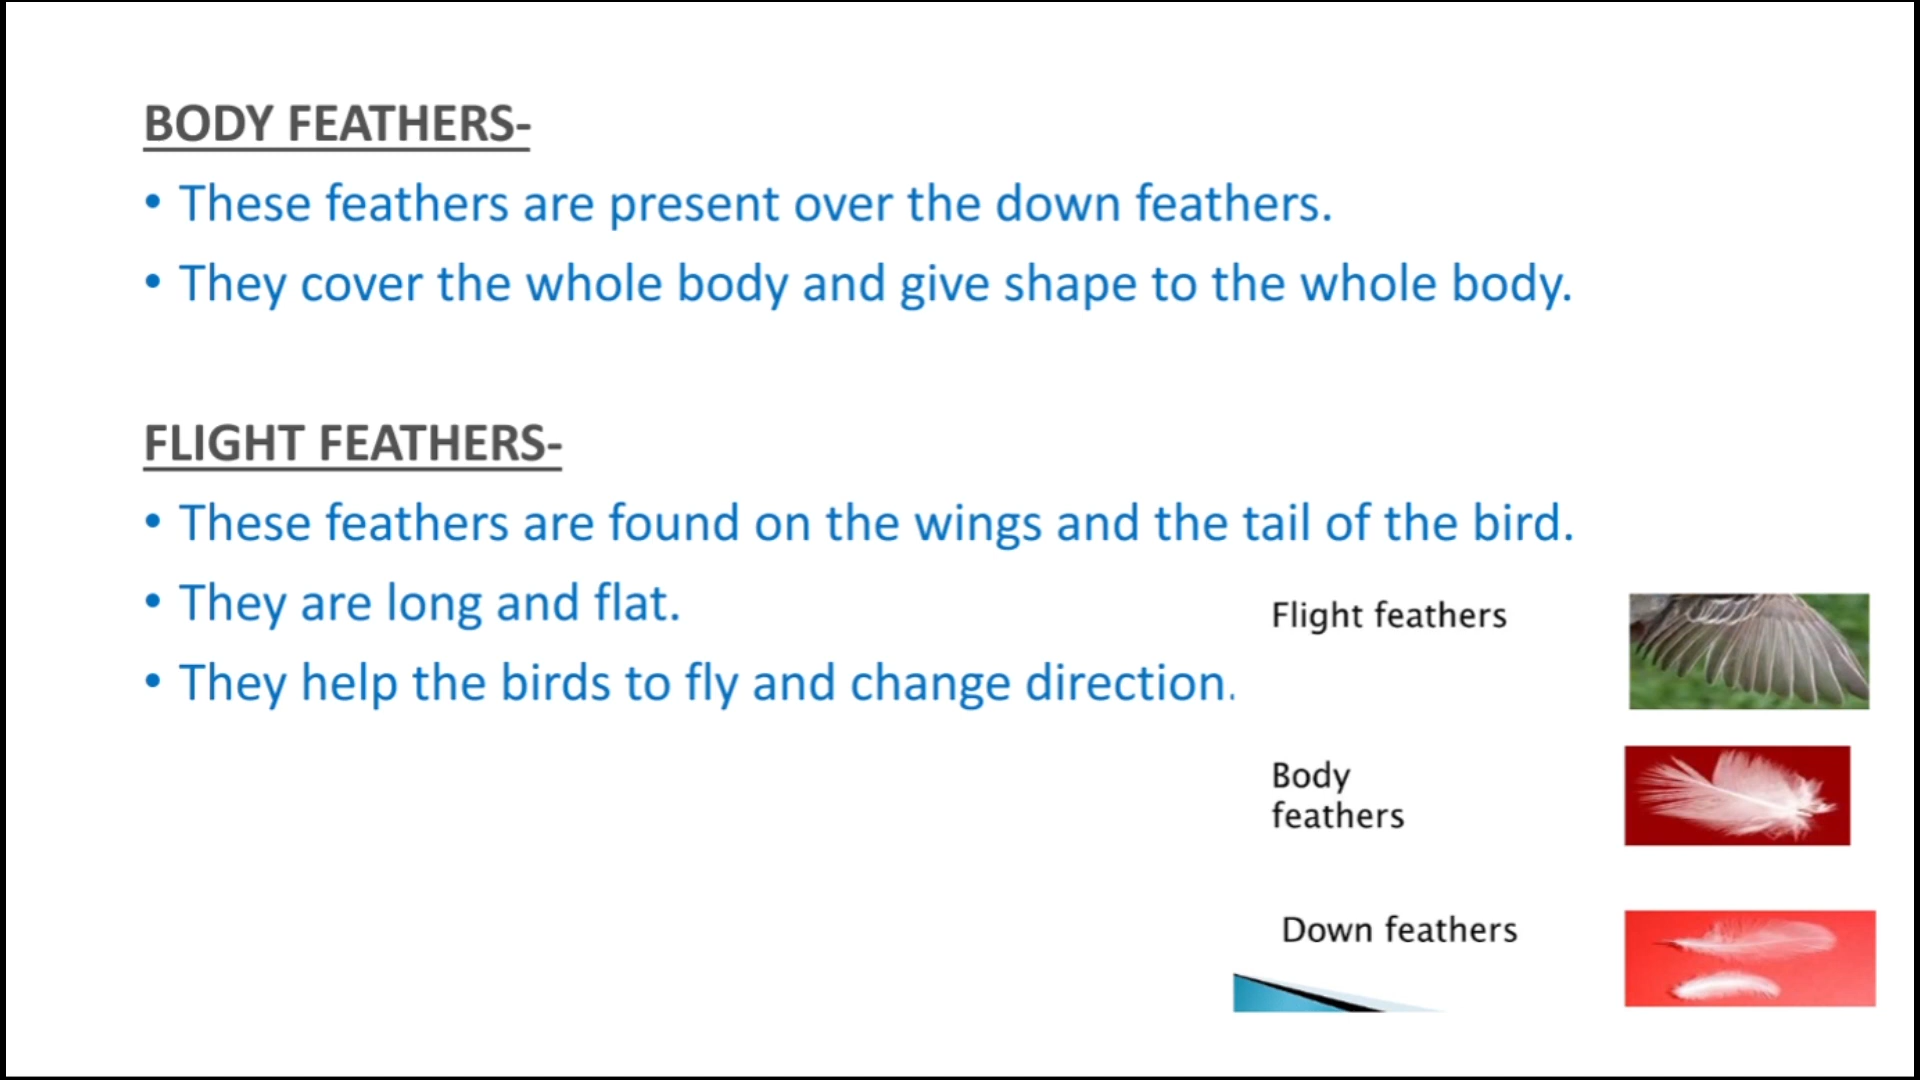 BODY FEATHERS-
• These feathers are present over the down feathers.
• They cover the whole body and give shape to the whole body.
FLIGHT FEATHERS-
• These feathers are found on the wings and the tail of the bird.
• They are long and flat.
• They help the birds to fly and change direction.
Flight feathers
Body
feathers
Down feathers